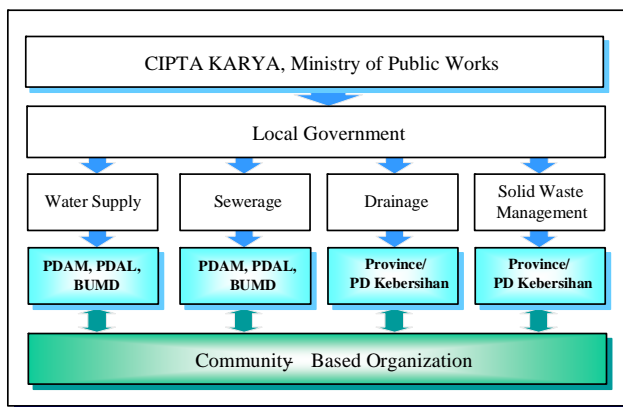 CIPTA KARYA, Ministry of Public Works
Local Government
Water Supply
Sewerage
Drainage
Solid Waste
Management
PDAM, PDAL,
BUMD
PDAM, PDAL,
BUMD
Province/
PD Kebersihan
Province/
PD Kebersihan
Community- Based Organization